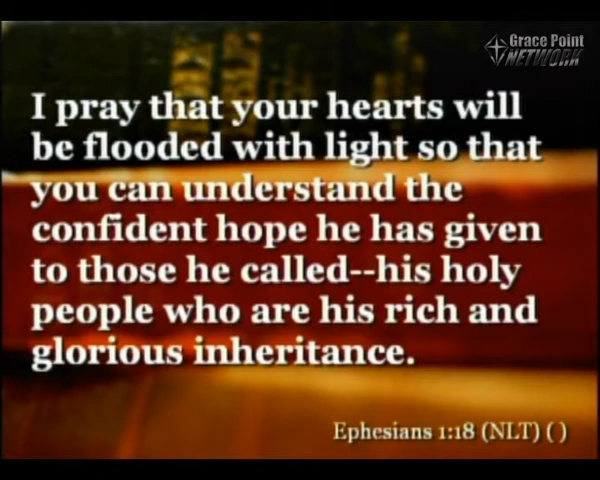 Grace Point
NETWORK
I pray that your hearts will
be flooded with light so that
you can understand the
confident hope he has given
to those he called--his holy
people who are his rich and
glorious inheritance.
Ephesians 1:18 (NLT) ( )